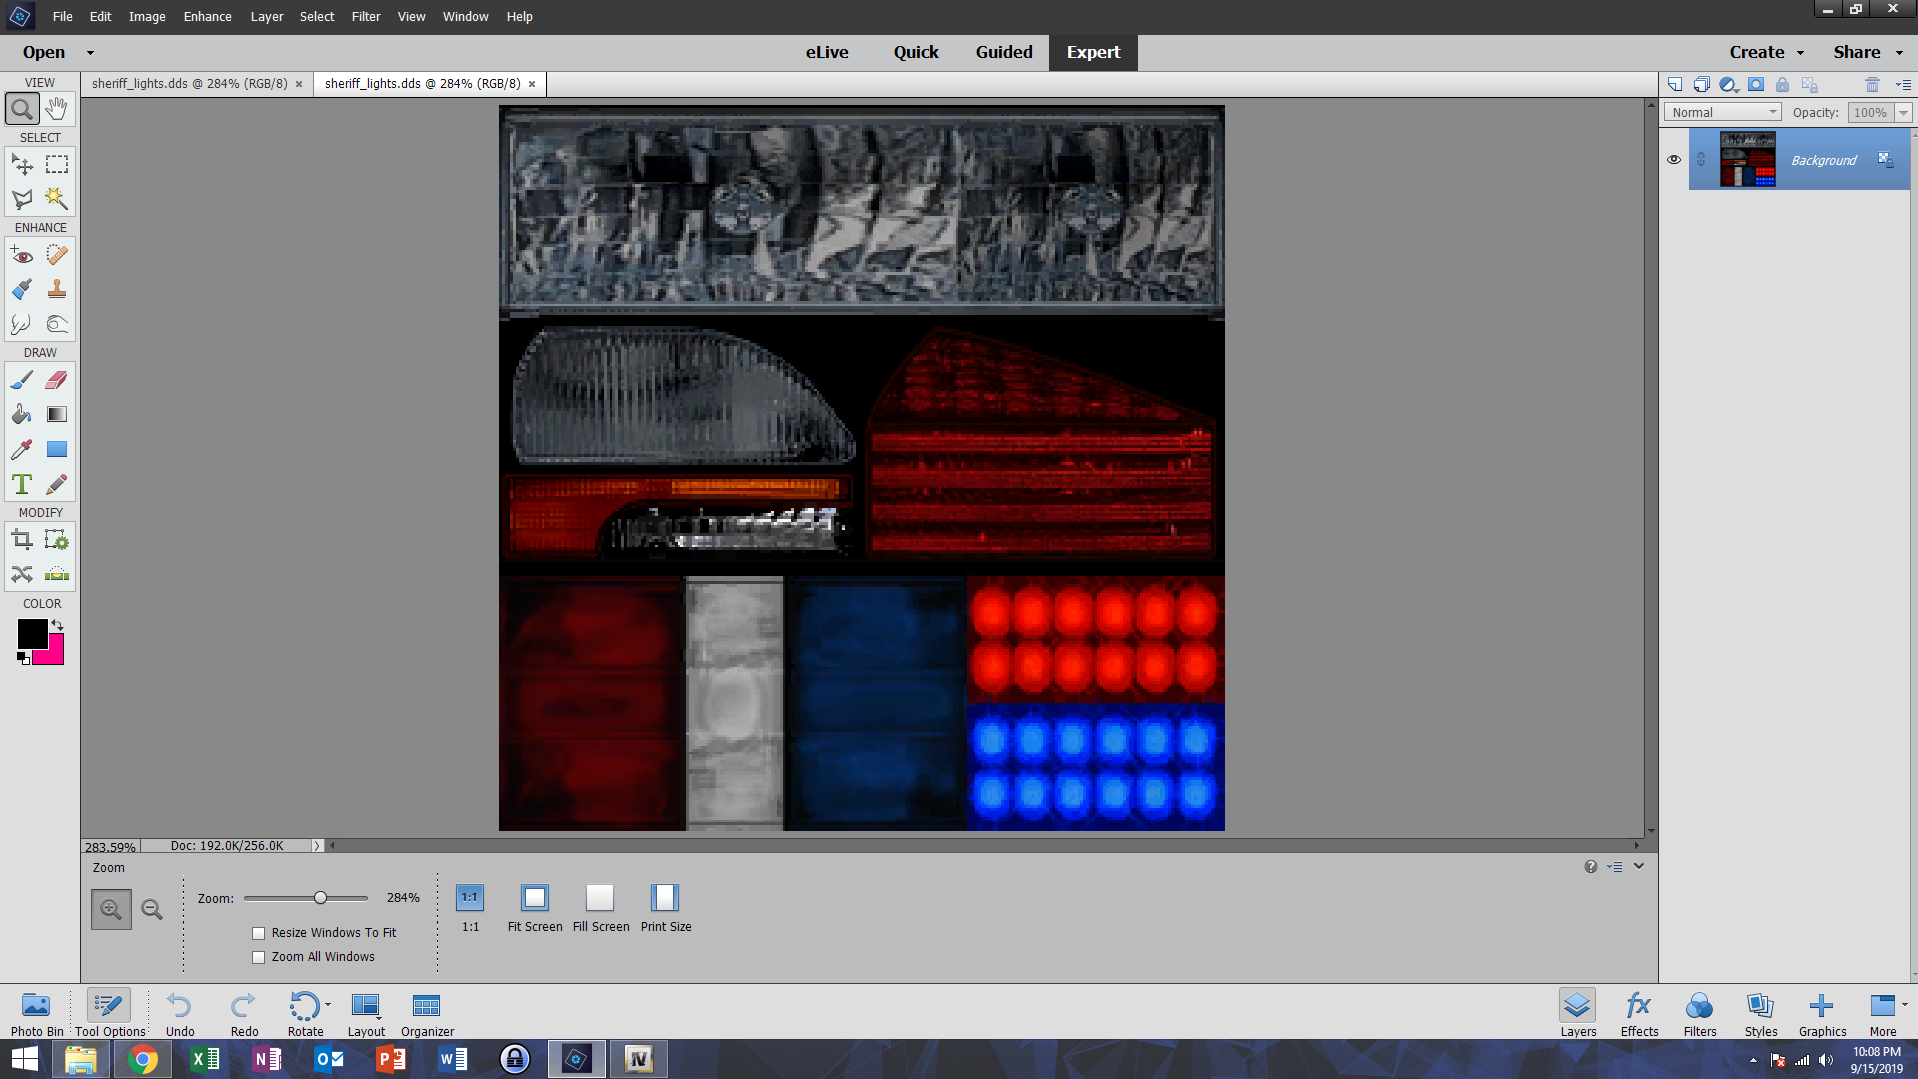 File Edit Image Enhance Layer Select Filter View Window Help
Open eLive Quick Guided Expert Create Share
VIEW sheriff_lights.dds @ 284% (RGB/8) × sheriff_lights.dds @ 284% (RGB/8) ×
Normal Opacity: 100%
SELECT
Background
ENHANCE
DRAW
T
MODIFY
COLOR
283.59% Doc: 192.0K/256.0K
Zoom
Zoom: 284% 1:1
1:1 Fit Screen Fill Screen Print Size
Resize Windows To Fit
Zoom All Windows
fx
Photo Bin Tool Options Undo Redo Rotate Layout Organizer Layers Effects Filters Styles Graphics More
10:08 PM
9/15/2019
IV